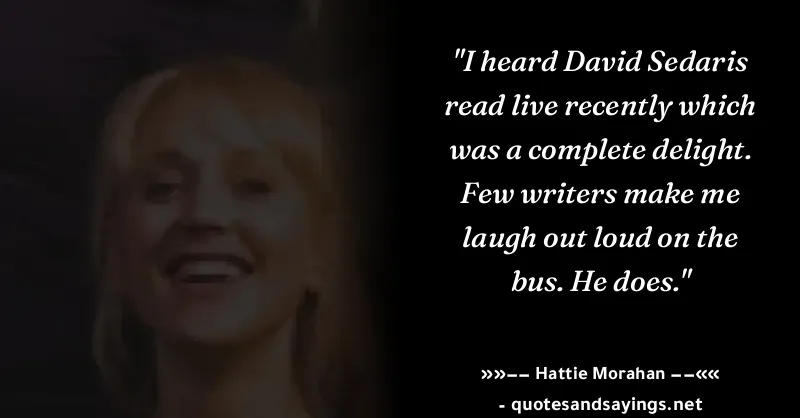 "I heard David Sedaris
read live recently which
was a complete delight.
Few writers make me
laugh out loud on the
bus. He does."
»»−− Hattie Morahan −−««
- quotesandsayings.net